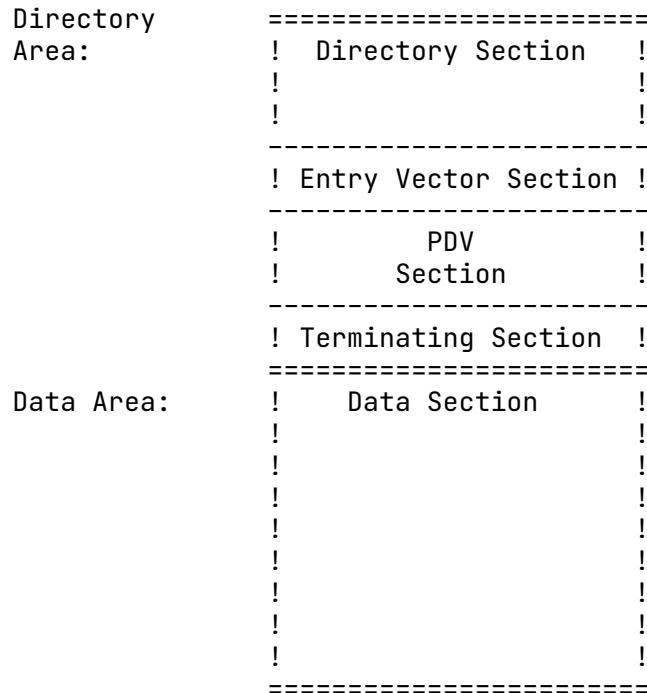 Directory       ========================
Area:           !  Directory Section   !
                !                      !
                !                      !
                ------------------------
                ! Entry Vector Section !
                ------------------------
                !         PDV          !
                !       Section        !
                ------------------------
                ! Terminating Section  !
                ========================
Data Area:      !    Data Section      !
                !                      !
                !                      !
                !                      !
                !                      !
                !                      !
                !                      !
                !                      !
                !                      !
                ========================